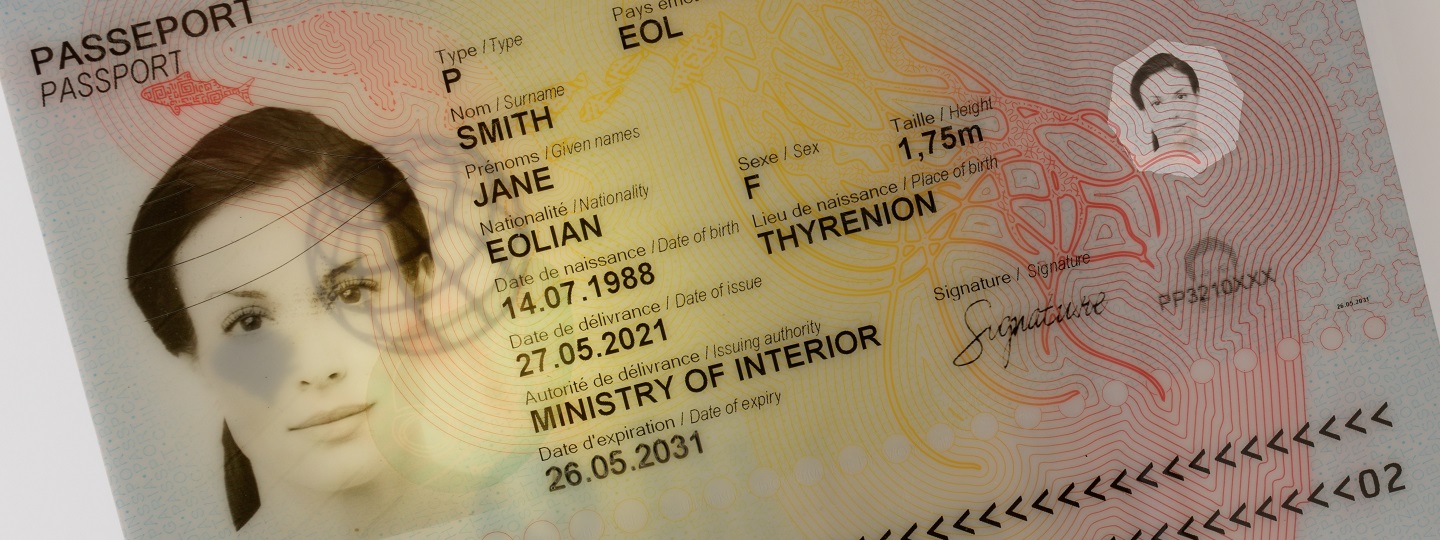 PASSEPORT
PASSPORT
Type / Type
P
Pays
EOL
Nom / Surname
SMITH
Prénoms / Given names
JANE
Nationalité / Nationality
EOLIAN
Sexe / Sex
F
Taille / Height
1,75m
Date de naissance / Date of birth
14.07.1988
Lieu de naissance / Place of birth
THYRENION
Date de délivrance / Date of issue
27.05.2021
Autorité de délivrance / Issuing authority
MINISTRY OF INTERIOR
Date d'expiration / Date of expiry
26.05.2031
Signature / Signature
Signature
PP3210XXX
26.05.2031
<<<<<<<<<<<<<<<<<
<<<<<<<<<<02